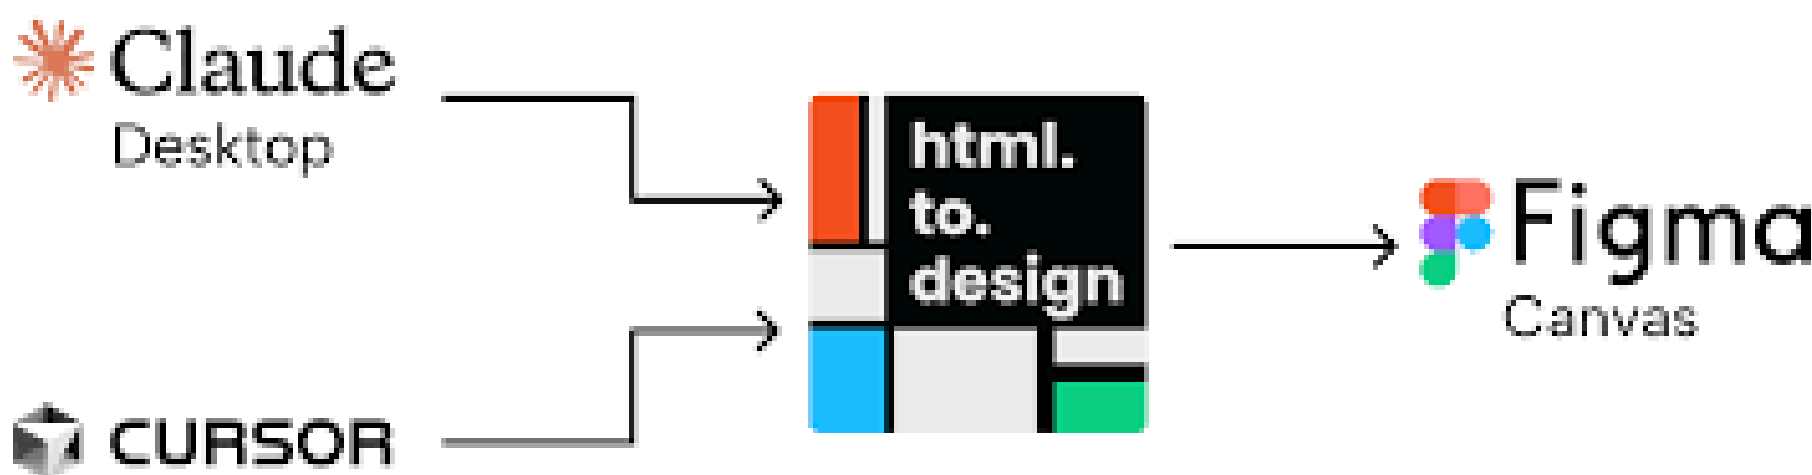 Claude
Desktop
CURSOR
html.
to.
design
Figma
Canvas